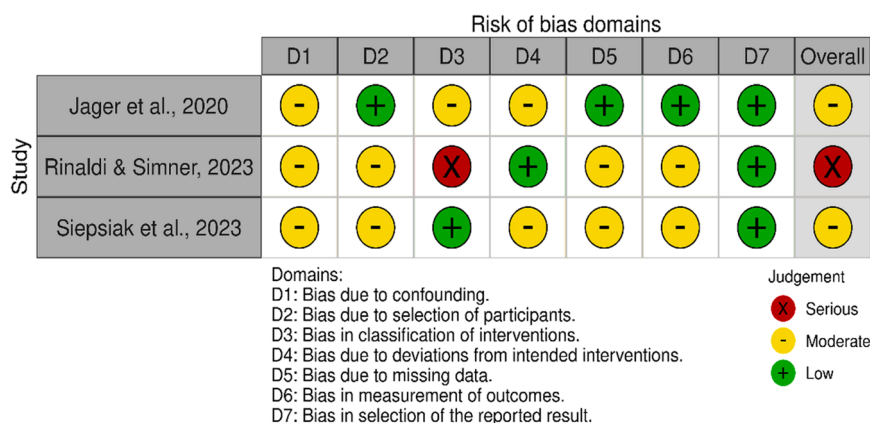 Risk of bias domains
D1 D2 D3 D4 D5 D6 D7 Overall
Study
Jager et al., 2020 - + - - + + + -
Rinaldi & Simner, 2023 - - X + - - + X
Siepsiak et al., 2023 - - + - - - + -
Domains:
D1: Bias due to confounding.
D2: Bias due to selection of participants.
D3: Bias in classification of interventions.
D4: Bias due to deviations from intended interventions.
D5: Bias due to missing data.
D6: Bias in measurement of outcomes.
D7: Bias in selection of the reported result.
Judgement
X Serious
- Moderate
+ Low